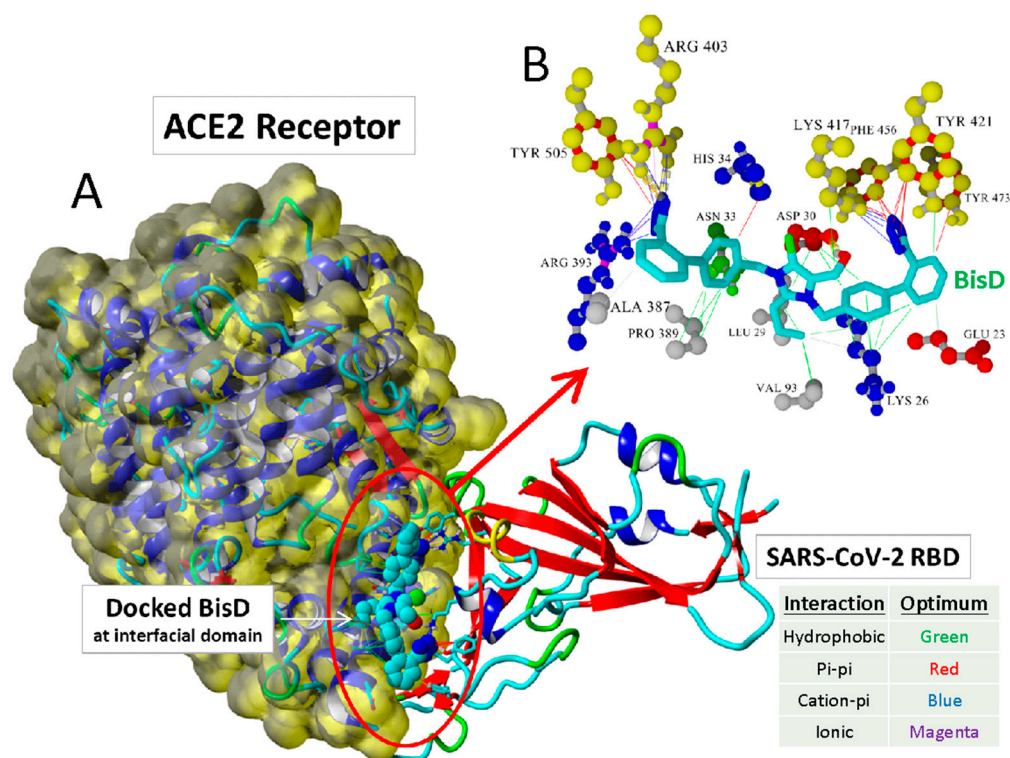 A
ACE2 Receptor
B
ARG 403
TYR 505
HIS 34
LYS 417
PHE 456
TYR 421
TYR 473
ASN 33
ASP 30
ARG 393
ALA 387
PRO 389
LEU 29
BisD
GLU 23
VAL 93
LYS 26
Docked BisD
at interfacial domain
SARS-CoV-2 RBD
Interaction Optimum
Hydrophobic Green
Pi-pi Red
Cation-pi Blue
Ionic Magenta